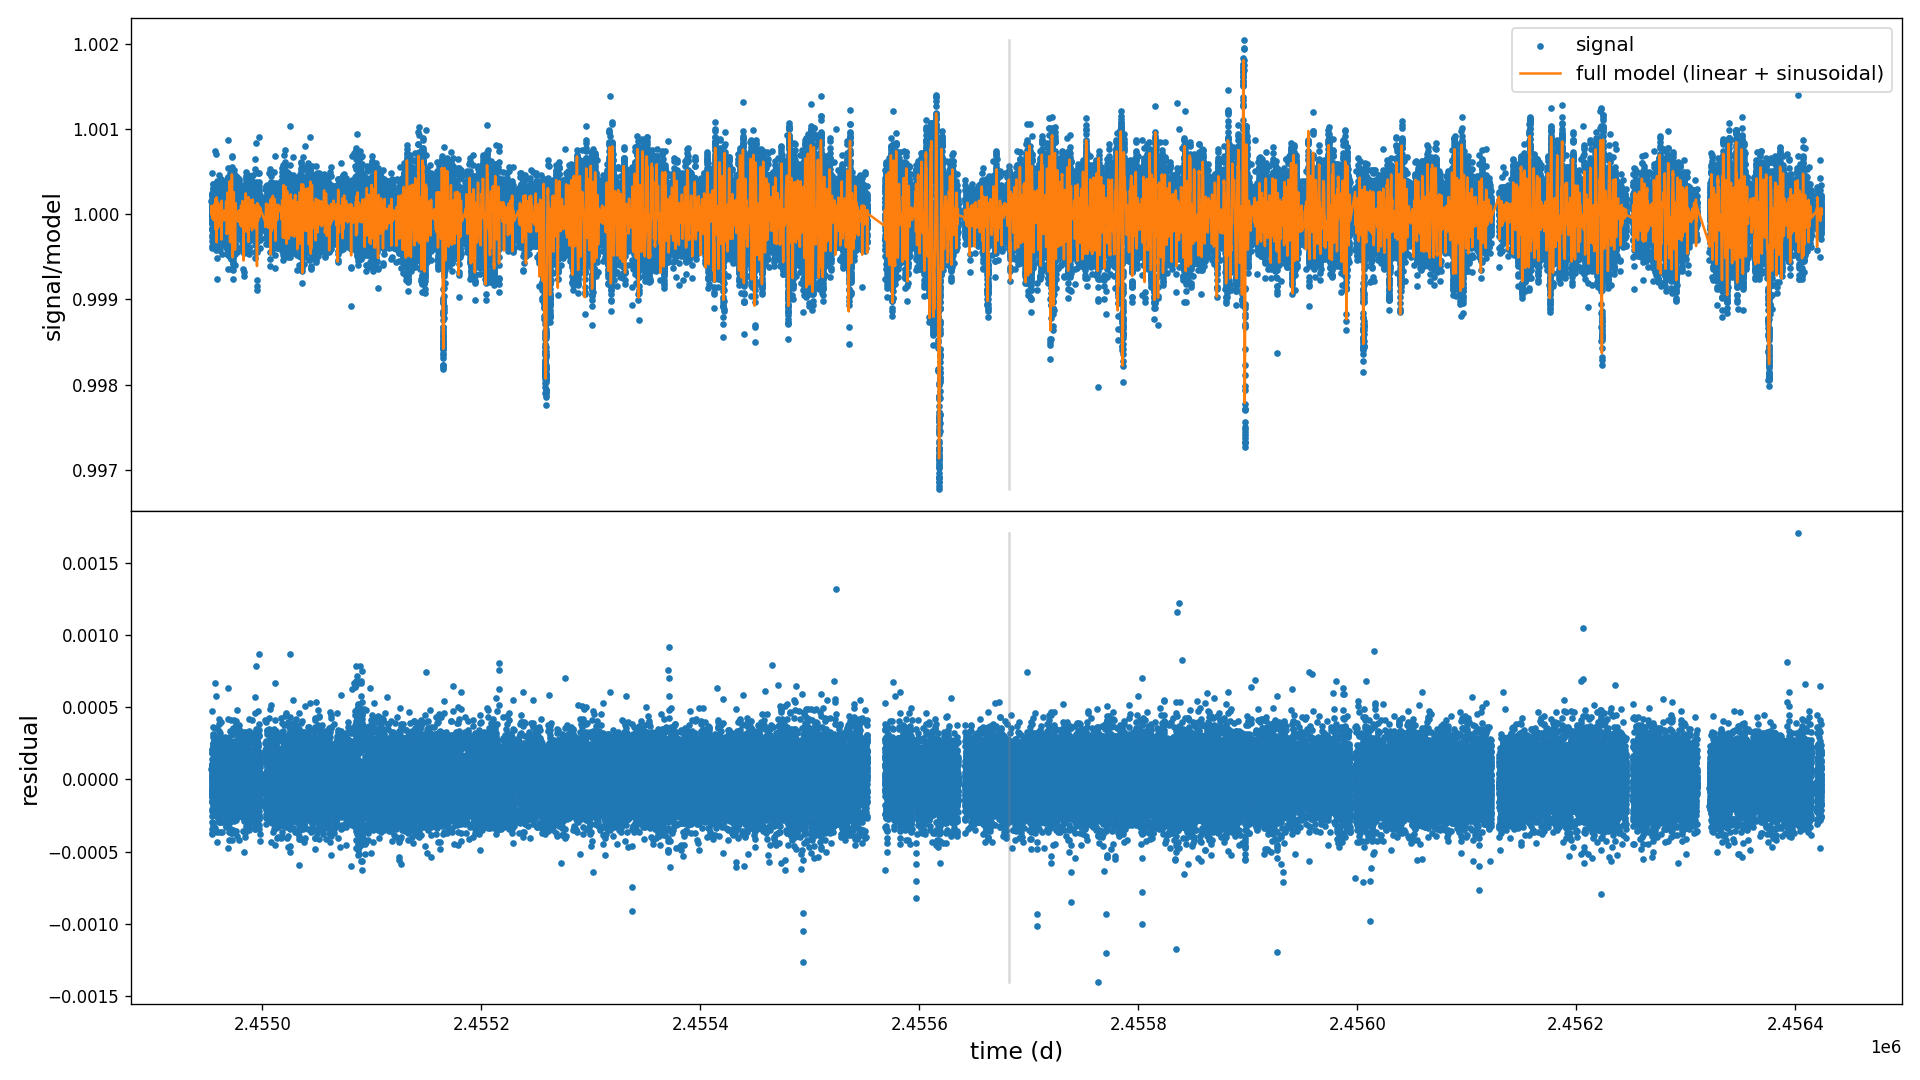 signal/model
1.002
1.001
1.000
0.999
0.998
0.997
signal
full model (linear + sinusoidal)
residual
0.0015
0.0010
0.0005
0.0000
−0.0005
−0.0010
−0.0015
2.4550 2.4552 2.4554 2.4556 2.4558 2.4560 2.4562 2.4564
1e6
time (d)